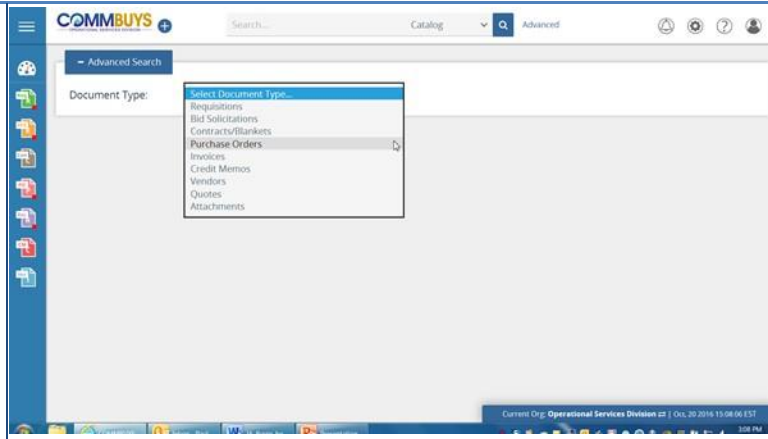 COMMBUYS
OPERATIONAL SERVICES DIVISION
Search...
Catalog
Advanced
– Advanced Search
Document Type:
Select Document Type...
Requisitions
Bid Solicitations
Contracts/Blankets
Purchase Orders
Invoices
Credit Memos
Vendors
Quotes
Attachments
Current Org: Operational Services Division | Oct, 20 2016 15:08:06 EST
3:08 PM